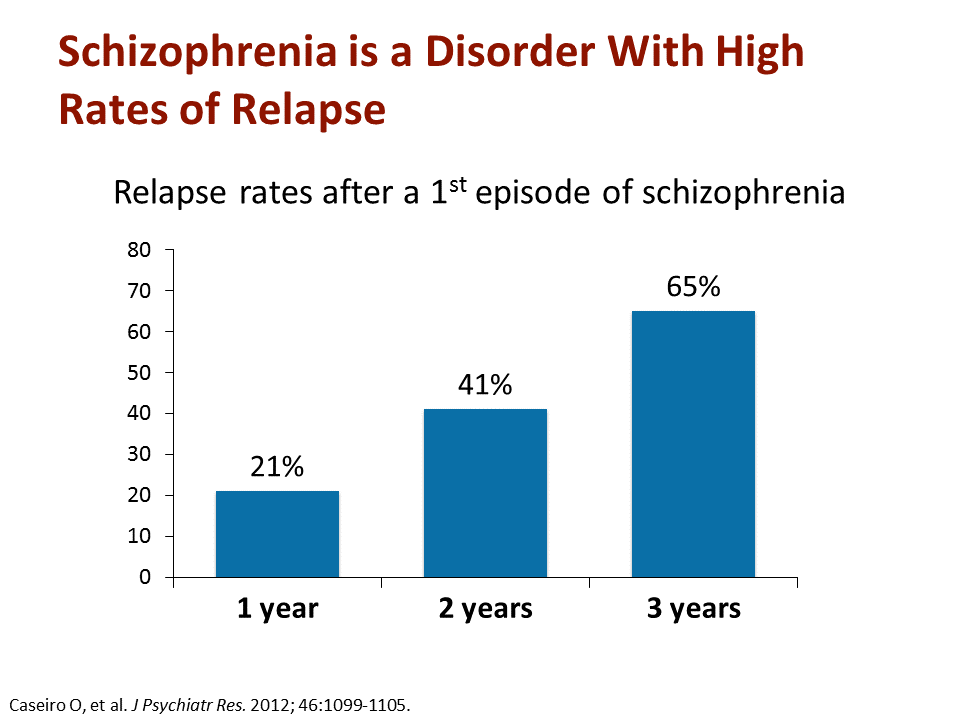 Schizophrenia is a Disorder With High
Rates of Relapse
Relapse rates after a 1st episode of schizophrenia
80
70
60
50
40
30
20
10
0
21%
41%
65%
1 year
2 years
3 years
Caseiro O, et al. J Psychiatr Res. 2012; 46:1099-1105.